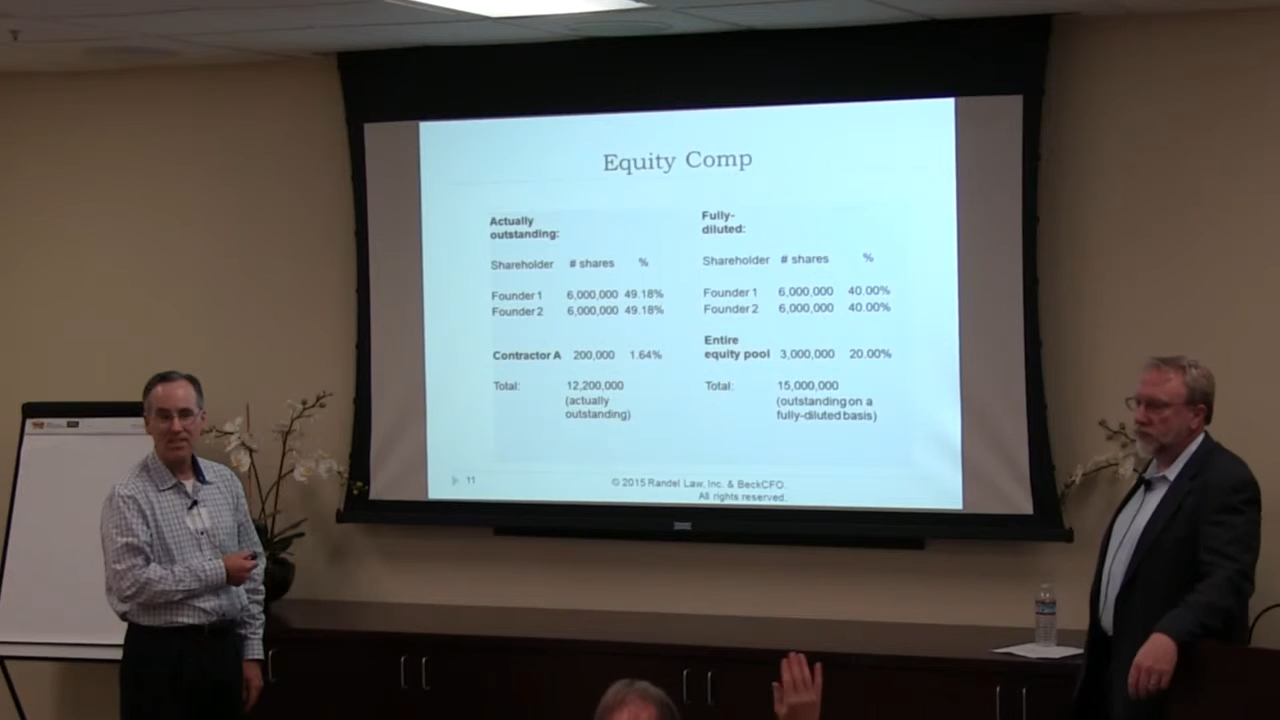 Equity Comp
Actually
outstanding:
Shareholder # shares %
Founder 1 6,000,000 49.18%
Founder 2 6,000,000 49.18%
Contractor A 200,000 1.64%
Total: 12,200,000
(actually
outstanding)
Fully-
diluted:
Shareholder # shares %
Founder 1 6,000,000 40.00%
Founder 2 6,000,000 40.00%
Entire
equity pool 3,000,000 20.00%
Total: 15,000,000
(outstanding on a
fully-diluted basis)
11
© 2015 Randel Law, Inc. & BeckCFO.
All rights reserved.